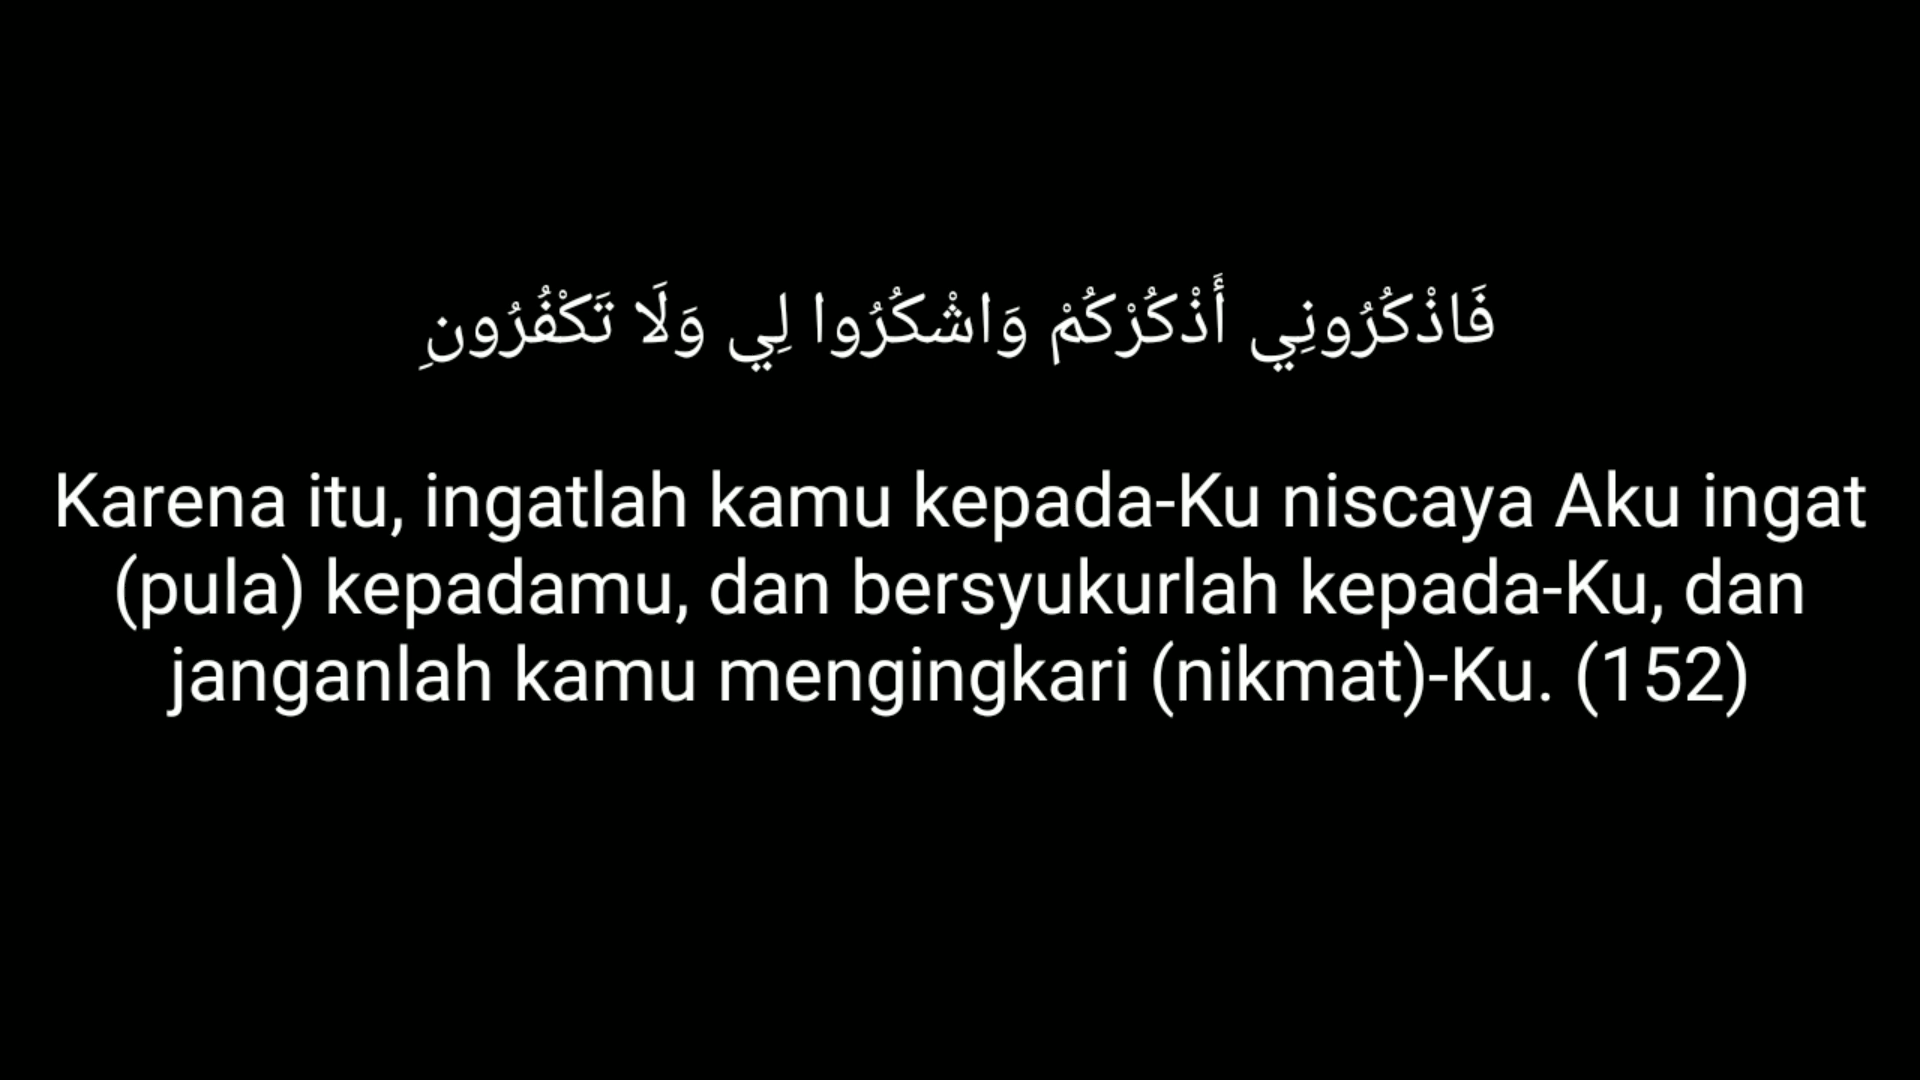 فَاذْكُرُونِي أَذْكُرْكُمْ وَاشْكُرُوا لِي وَلَا تَكْفُرُونِ
Karena itu, ingatlah kamu kepada-Ku niscaya Aku ingat
(pula) kepadamu, dan bersyukurlah kepada-Ku, dan
janganlah kamu mengingkari (nikmat)-Ku. (152)